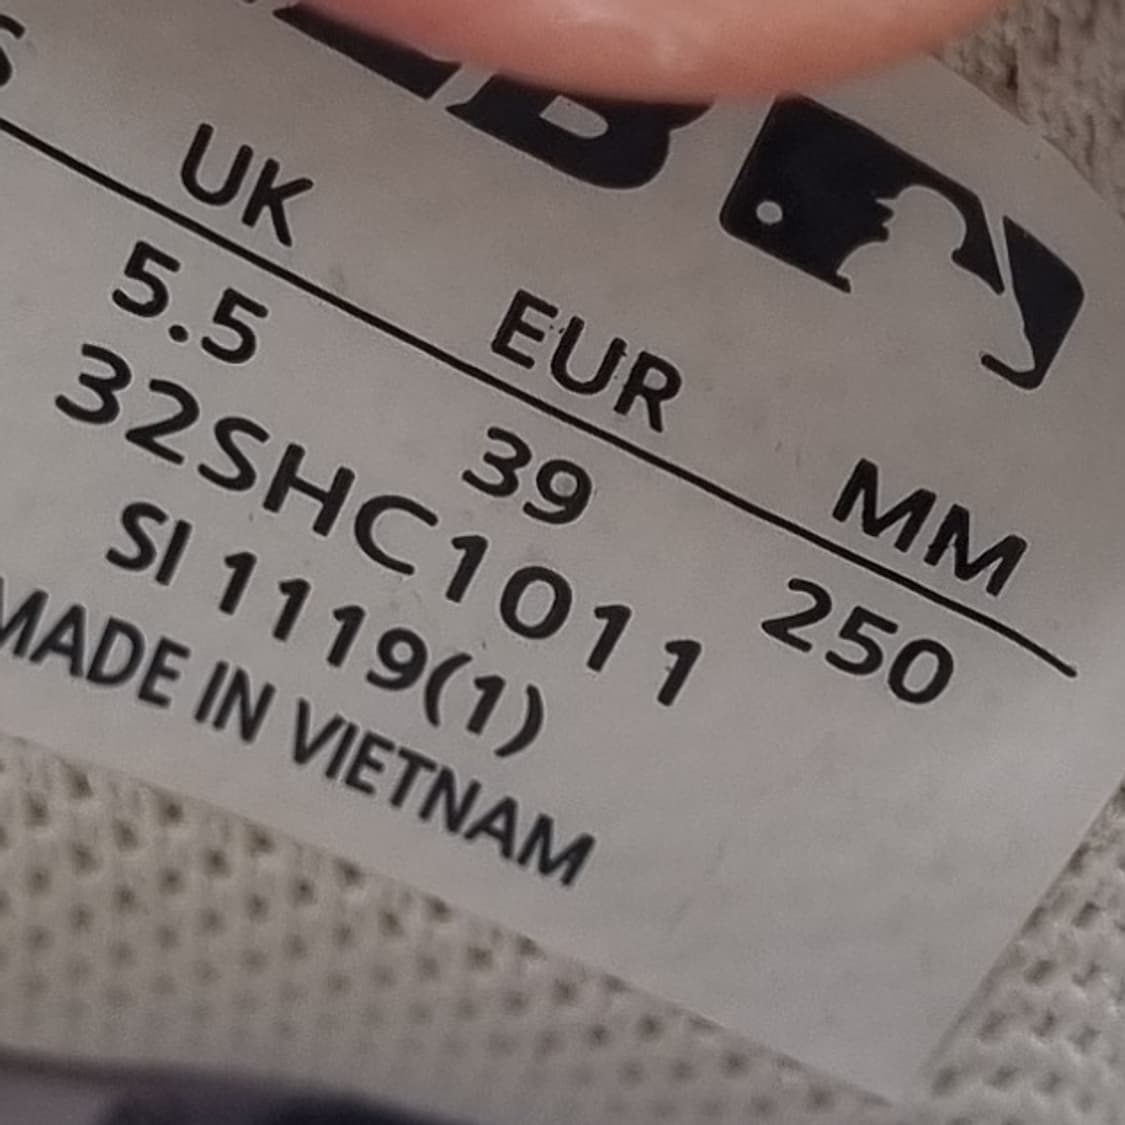 UK EUR MM
5.5 39 250
32SHC1011
SI 1119(1)
MADE IN VIETNAM